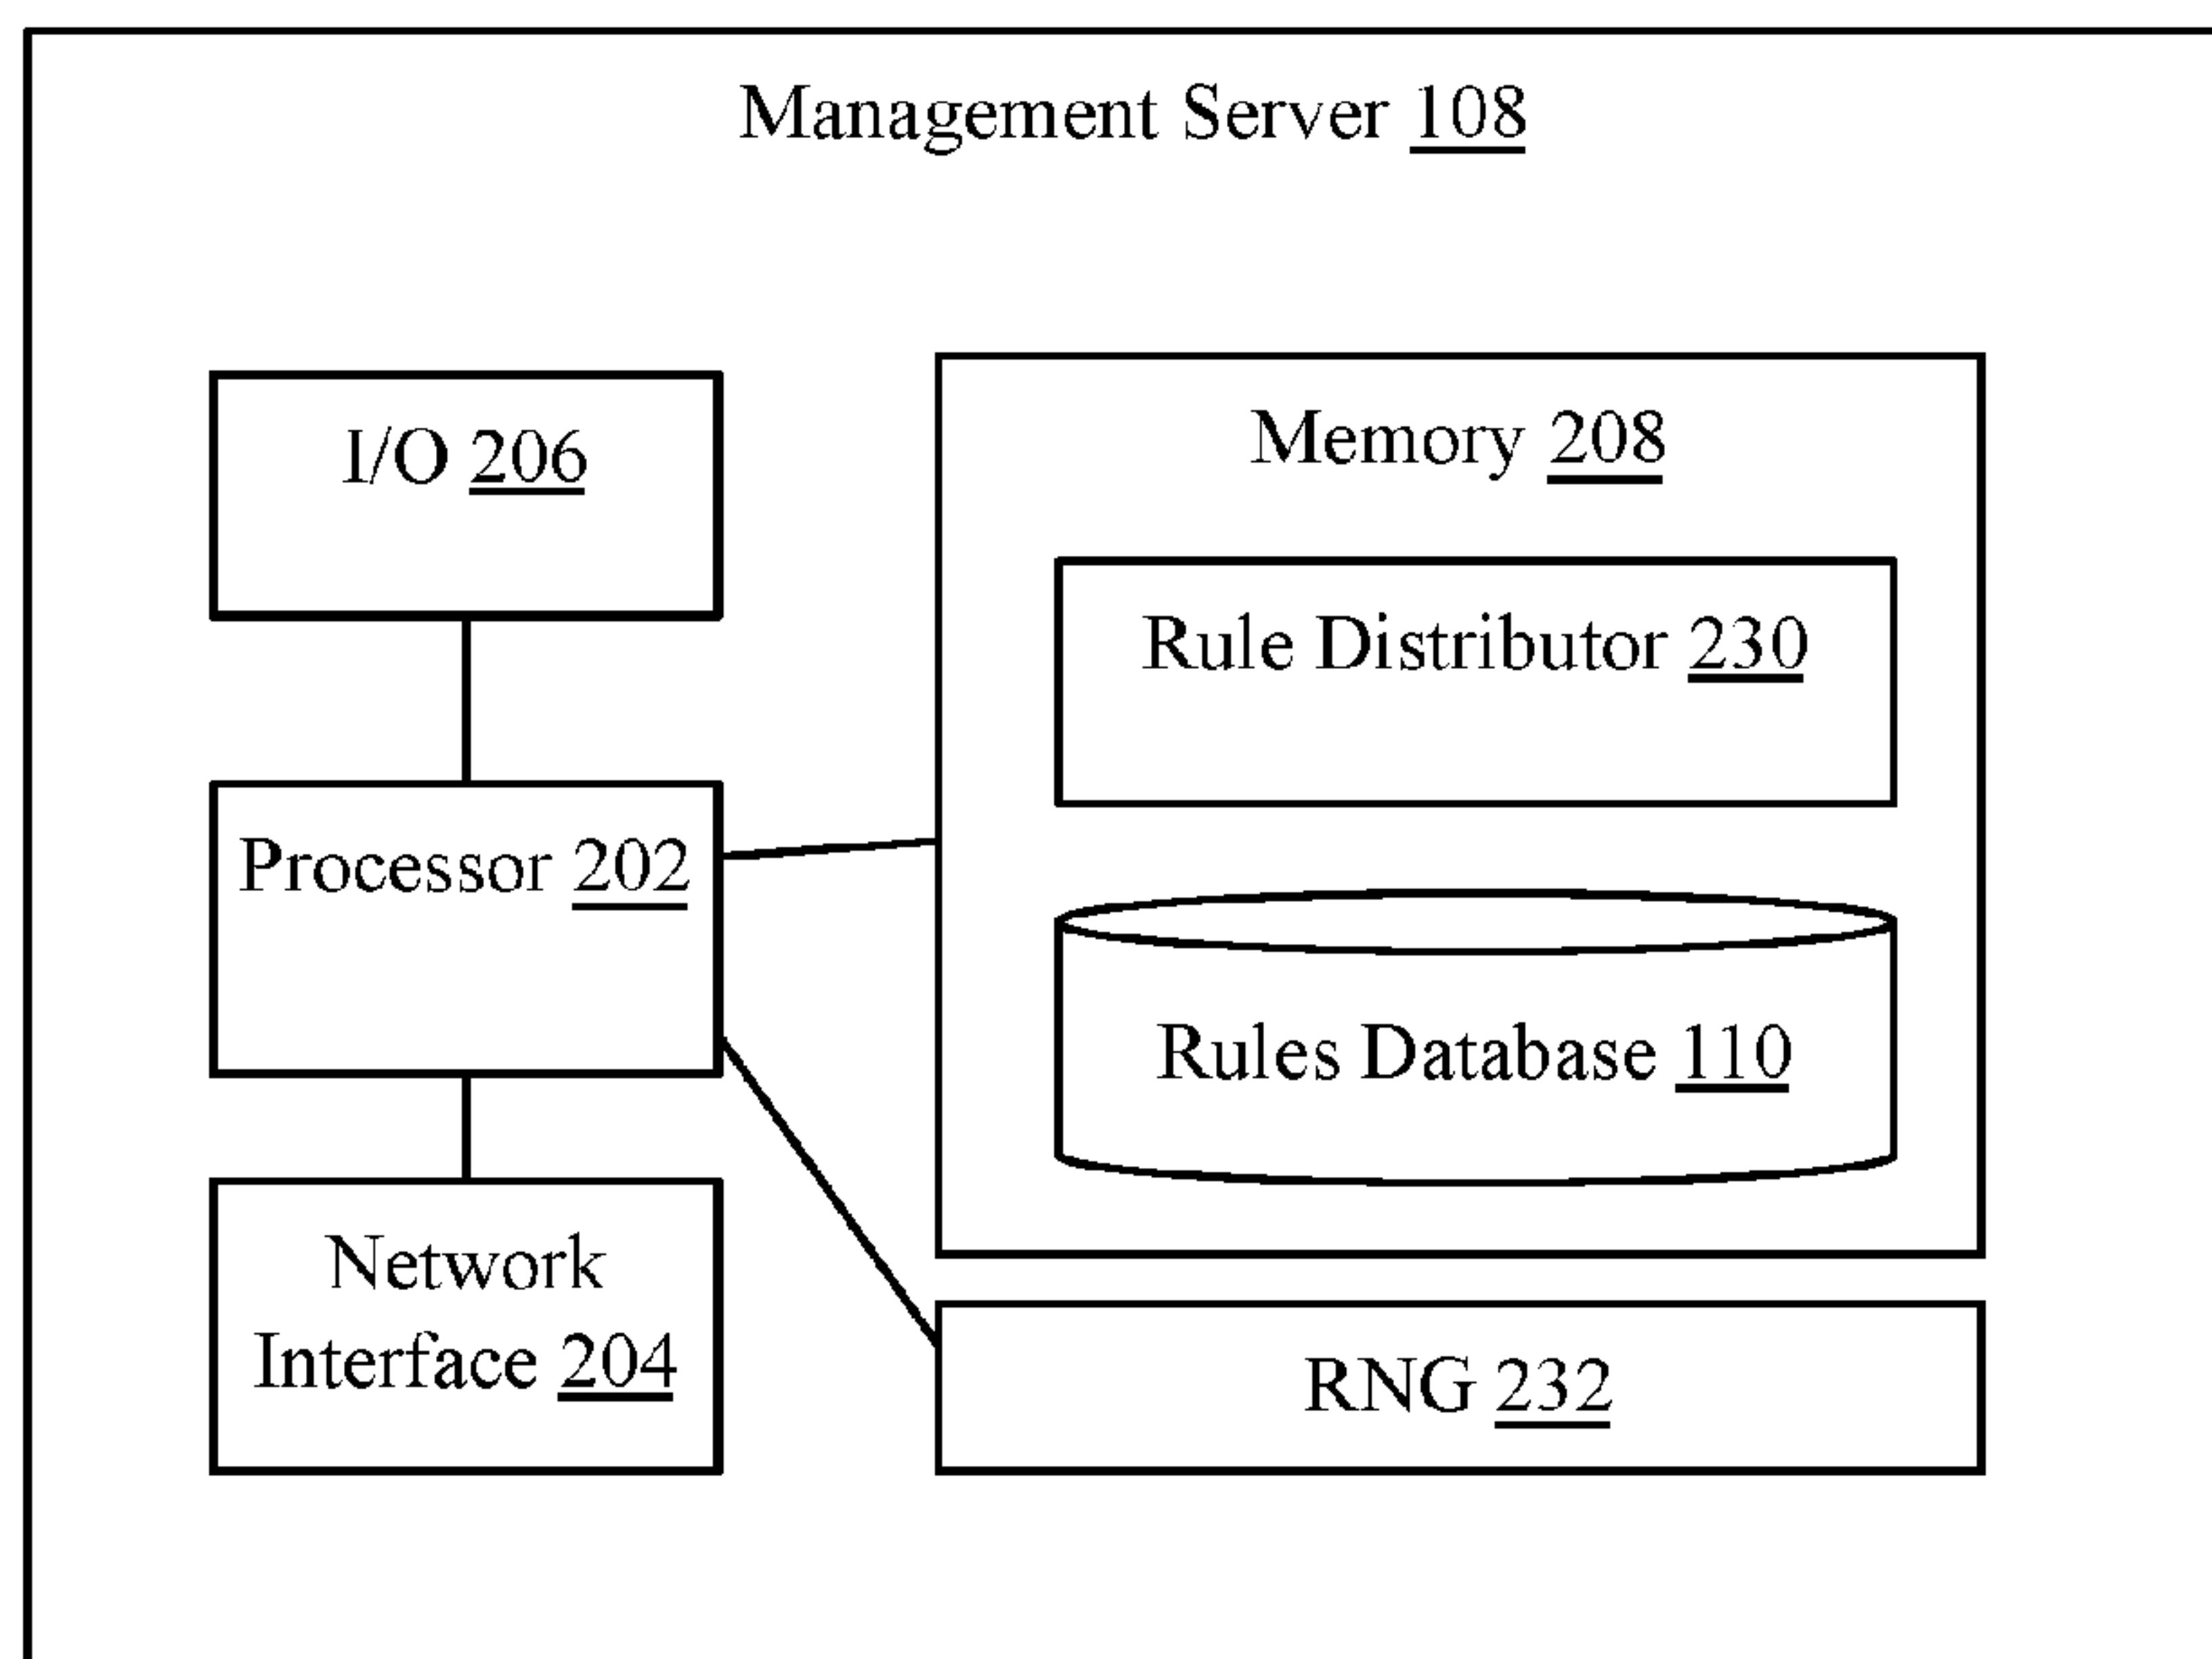 Management Server 108
I/O 206
Memory 208
Rule Distributor 230
Processor 202
Rules Database 110
Network
Interface 204
RNG 232